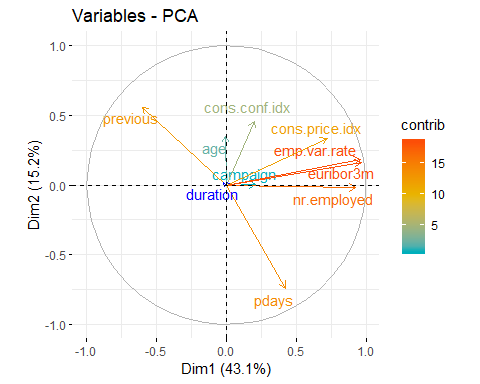 Variables - PCA
1.0
0.5
0.0
-0.5
-1.0
Dim2 (15.2%)
previous
cons.conf.idx
cons.price.idx
age
emp.var.rate
campaign
euribor3m
duration
nr.employed
pdays
-1.0 -0.5 0.0 0.5 1.0
Dim1 (43.1%)
contrib
15
10
5